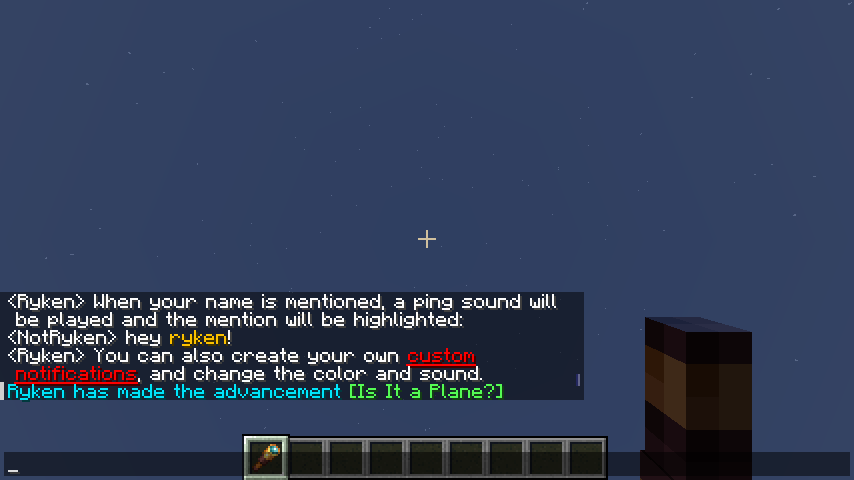 <Ryken> When your name is mentioned, a ping sound will
be played and the mention will be highlighted:
<NotRyken> hey ryken!
<Ryken> You can also create your own custom
notifications, and change the color and sound.
Ryken has made the advancement [Is It a Plane?]
_